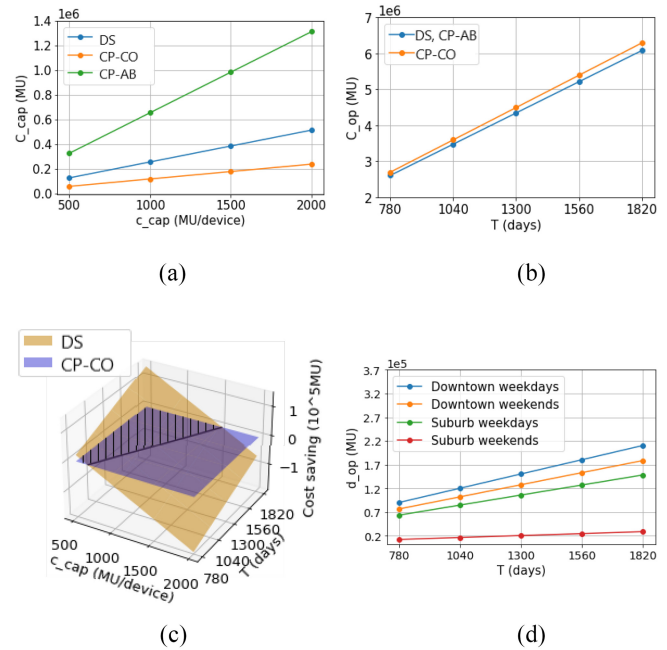 1e6
1.4
1.2
1.0
0.8
0.6
0.4
0.2
0.0
C_cap (MU)
DS
CP-CO
CP-AB
500 1000 1500 2000
c_cap (MU/device)
(a)
1e6
7
6
5
4
3
2
C_op (MU)
DS, CP-AB
CP-CO
780 1040 1300 1560 1820
T (days)
(b)
DS
CP-CO
1
0
−1
Cost saving (10^5MU)
500
1000
1500
2000
c_cap (MU/device)
780
1040
1300
1560
1820
T (days)
(c)
1e5
3.7
3.2
2.7
2.2
1.7
1.2
0.7
0.2
d_op (MU)
Downtown weekdays
Downtown weekends
Suburb weekdays
Suburb weekends
780 1040 1300 1560 1820
T (days)
(d)